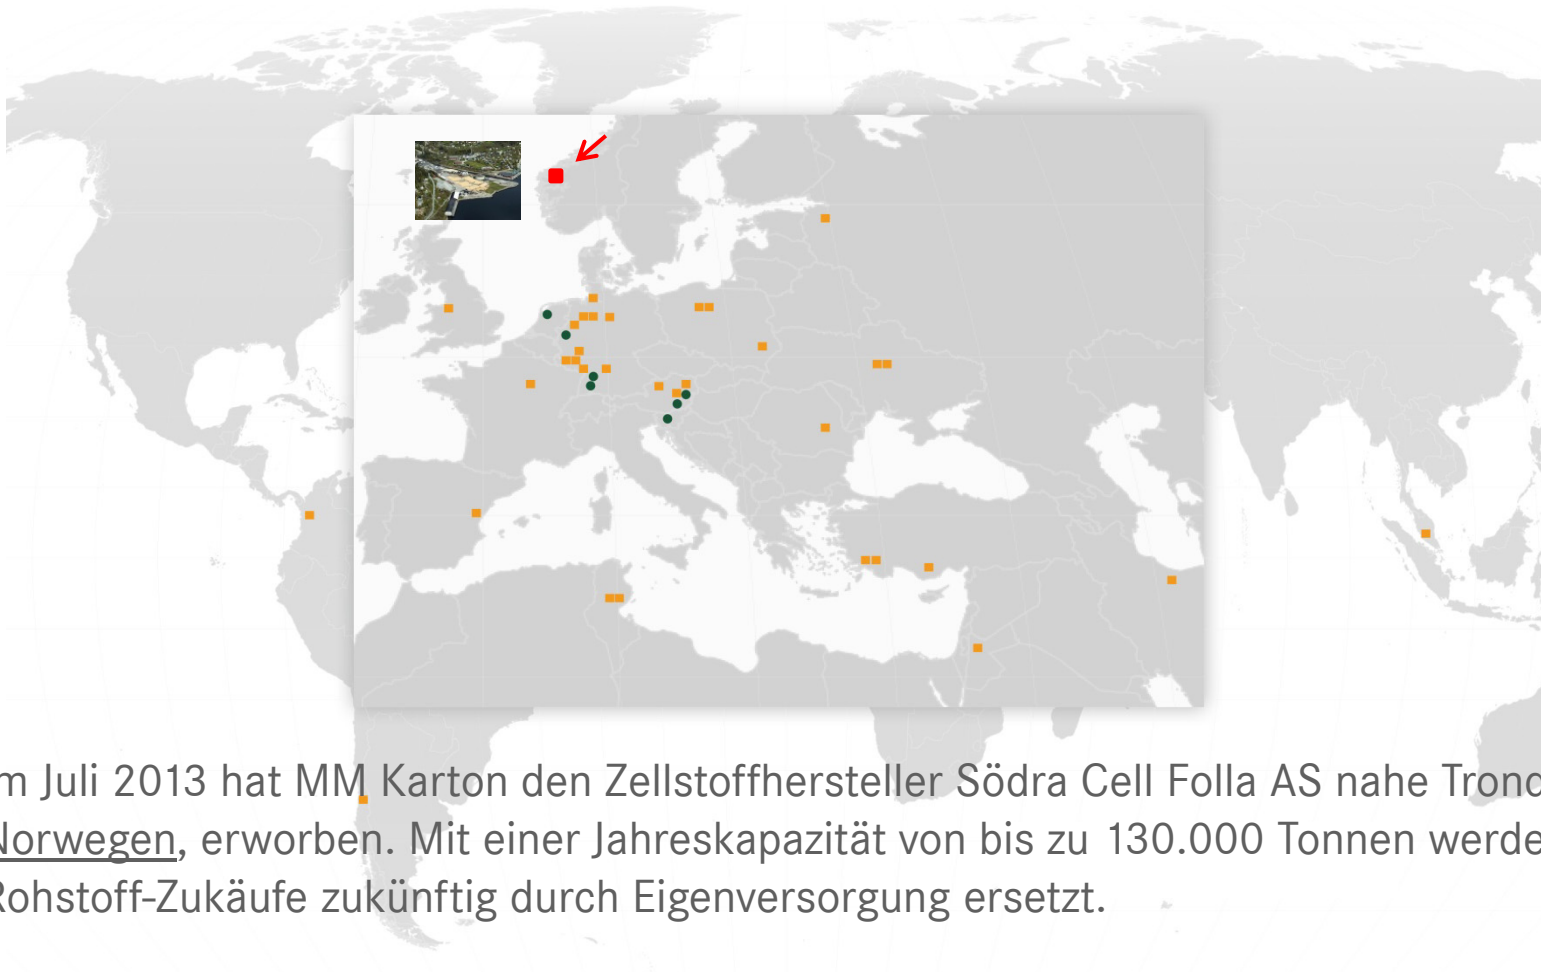 m Juli 2013 hat MM Karton den Zellstoffhersteller Södra Cell Folla AS nahe Trond
Norwegen, erworben. Mit einer Jahreskapazität von bis zu 130.000 Tonnen werde
Rohstoff-Zukäufe zukünftig durch Eigenversorgung ersetzt.